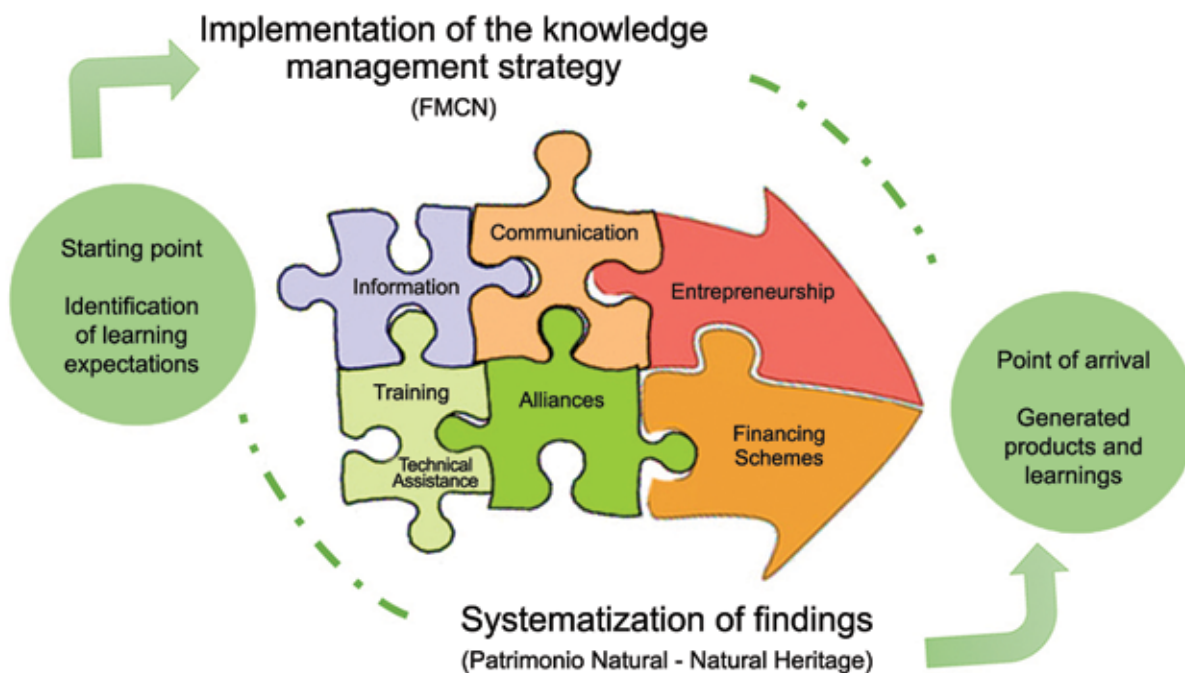 Implementation of the knowledge
management strategy
(FMCN)
Starting point
Identification
of learning
expectations
Information
Communication
Entrepreneurship
Training
Technical
Assistance
Alliances
Financing
Schemes
Point of arrival
Generated
products and
learnings
Systematization of findings
(Patrimonio Natural - Natural Heritage)